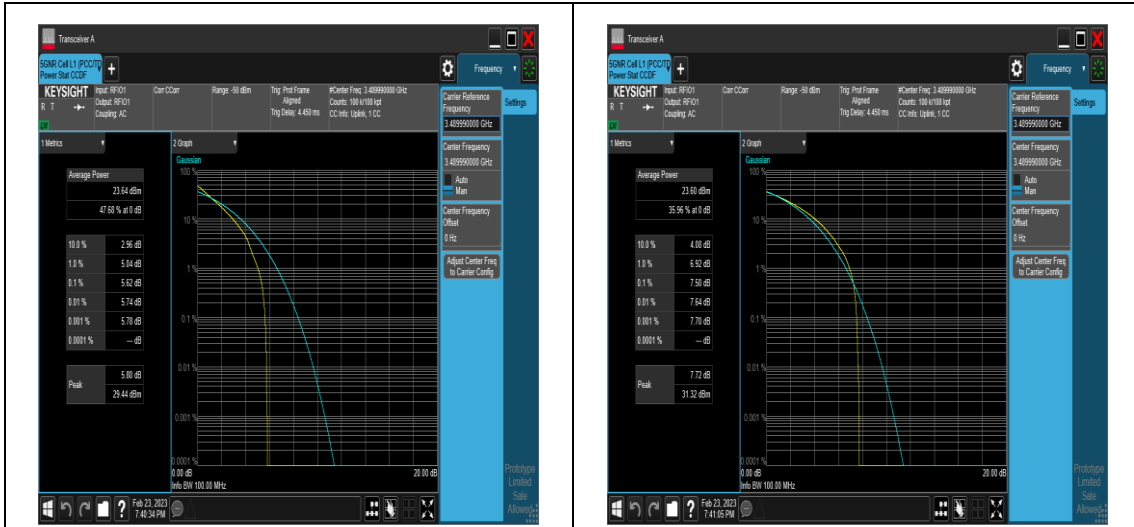 Transceiver A
5GNR Cell L1 (PCC/TD
Power Stat CCDF
Frequency
KEYSIGHT
R T
Input: RFIO1
Output: RFIO1
Coupling: AC
Corr CCorr
Range: -50 dBm
Trig: Prot Frame
Aligned
Trig Delay: 4.450 ms
#Center Freq: 3.489990000 GHz
Counts: 100 k/100 kpt
CC Info: Uplink, 1 CC
1 Metrics
2 Graph
Average Power
23.64 dBm
47.68 % at 0 dB
10.0 % 2.96 dB
1.0 % 5.04 dB
0.1 % 5.62 dB
0.01 % 5.74 dB
0.001 % 5.78 dB
0.0001 % --- dB
Peak
5.80 dB
29.44 dBm
Gaussian
100 %
10 %
1 %
0.1 %
0.01 %
0.001 %
0.0001 %
0.00 dB 20.00 dB
Info BW 100.00 MHz
Carrier Reference
Frequency
3.489990000 GHz
Settings
Center Frequency
3.489990000 GHz
Auto
Man
Center Frequency
Offset
0 Hz
Adjust Center Freq
to Carrier Config
Prototype
Limited
Sale
Allowed
Feb 23, 2023
7:40:34 PM
Transceiver A
5GNR Cell L1 (PCC/TD
Power Stat CCDF
Frequency
KEYSIGHT
R T
Input: RFIO1
Output: RFIO1
Coupling: AC
Corr CCorr
Range: -50 dBm
Trig: Prot Frame
Aligned
Trig Delay: 4.450 ms
#Center Freq: 3.489990000 GHz
Counts: 100 k/100 kpt
CC Info: Uplink, 1 CC
1 Metrics
2 Graph
Average Power
23.60 dBm
35.96 % at 0 dB
10.0 % 4.08 dB
1.0 % 6.92 dB
0.1 % 7.50 dB
0.01 % 7.64 dB
0.001 % 7.70 dB
0.0001 % --- dB
Peak
7.72 dB
31.32 dBm
Gaussian
100 %
10 %
1 %
0.1 %
0.01 %
0.001 %
0.0001 %
0.00 dB 20.00 dB
Info BW 100.00 MHz
Carrier Reference
Frequency
3.489990000 GHz
Settings
Center Frequency
3.489990000 GHz
Auto
Man
Center Frequency
Offset
0 Hz
Adjust Center Freq
to Carrier Config
Prototype
Limited
Sale
Allowed
Feb 23, 2023
7:41:05 PM